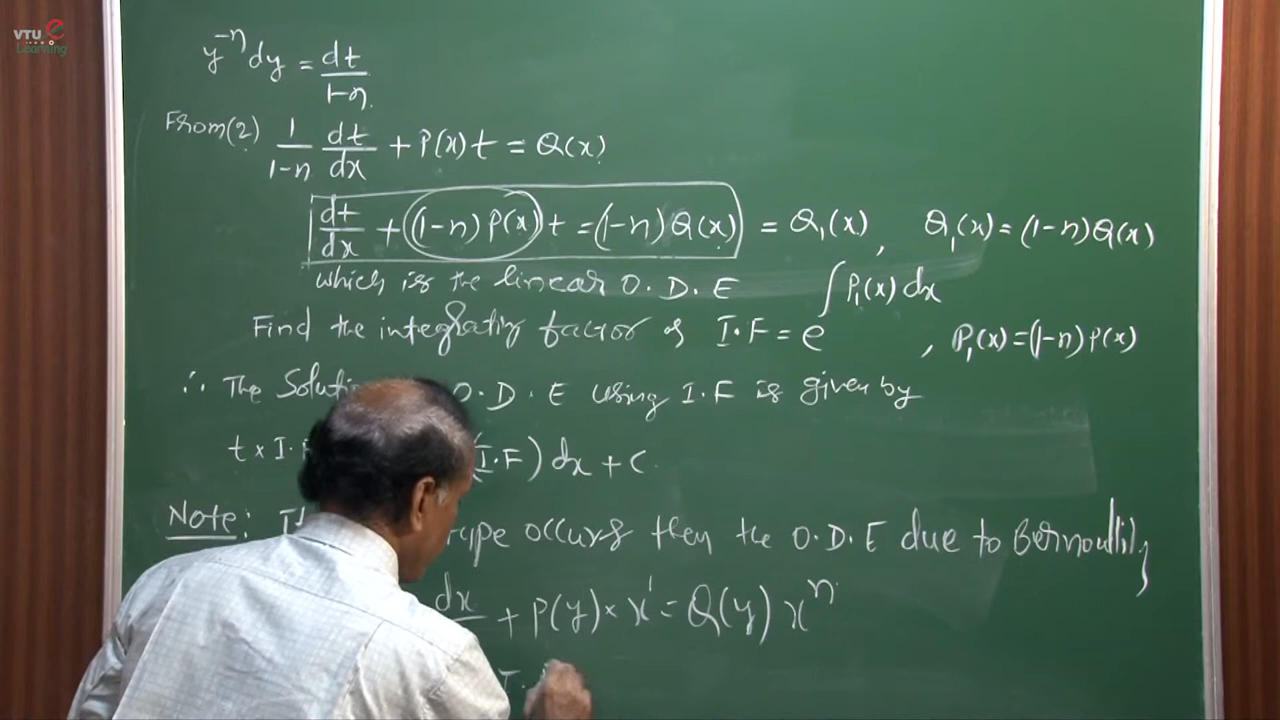 VTU e Learning
y^{-n} dy = dt/(1-n).
From (2) 1/(1-n) dt/dx + P(x) t = Q(x)
dt/dx + (1-n) P(x) t = (1-n) Q(x) = Q₁(x), Q₁(x) = (1-n) Q(x)
which is the linear O.D.E
Find the integrating factor of I.F = e^{∫P₁(x) dx}, P₁(x) = (1-n) P(x)
∴ The O.D.E using I.F is given by
t × I.F (I.F) dx + C.
Note: type occurs then the O.D.E due to Bernoulli's
dx + P(y) × x¹ = Q(y) x^n
I.